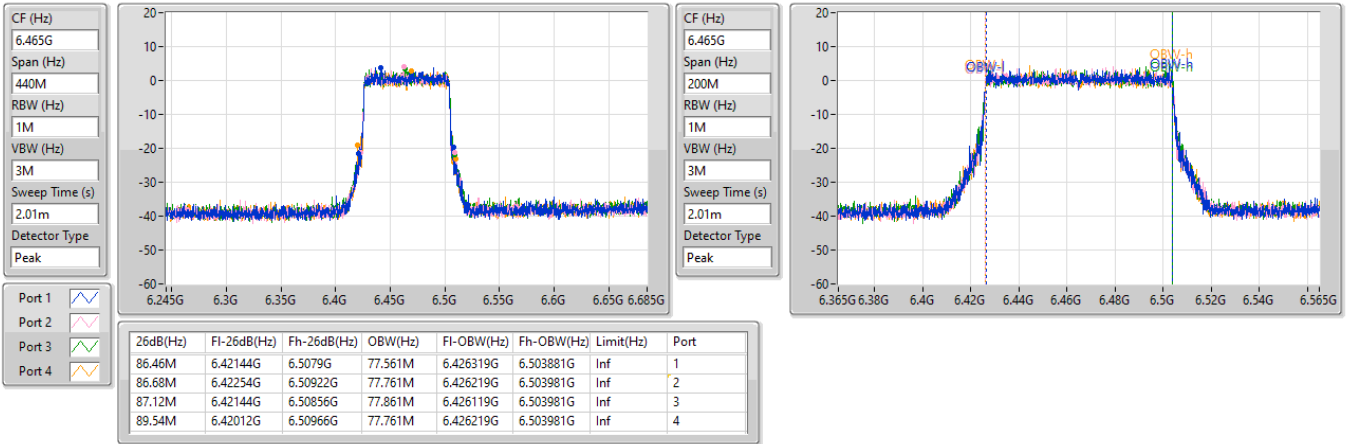 CF (Hz)
6.465G
Span (Hz)
440M
RBW (Hz)
1M
VBW (Hz)
3M
Sweep Time (s)
2.01m
Detector Type
Peak
20
10
0
-10
-20
-30
-40
-50
-60
6.245G 6.3G 6.35G 6.4G 6.45G 6.5G 6.55G 6.6G 6.65G 6.685G
CF (Hz)
6.465G
Span (Hz)
200M
RBW (Hz)
1M
VBW (Hz)
3M
Sweep Time (s)
2.01m
Detector Type
Peak
20
10
0
-10
-20
-30
-40
-50
-60
OBW-l
OBW-h
OBW-h
6.365G 6.38G 6.4G 6.42G 6.44G 6.46G 6.48G 6.5G 6.52G 6.54G 6.565G
Port 1
Port 2
Port 3
Port 4
26dB(Hz) Fl-26dB(Hz) Fh-26dB(Hz) OBW(Hz) Fl-OBW(Hz) Fh-OBW(Hz) Limit(Hz) Port
86.46M 6.42144G 6.5079G 77.561M 6.426319G 6.503881G Inf 1
86.68M 6.42254G 6.50922G 77.761M 6.426219G 6.503981G Inf 2
87.12M 6.42144G 6.50856G 77.861M 6.426119G 6.503981G Inf 3
89.54M 6.42012G 6.50966G 77.761M 6.426219G 6.503981G Inf 4